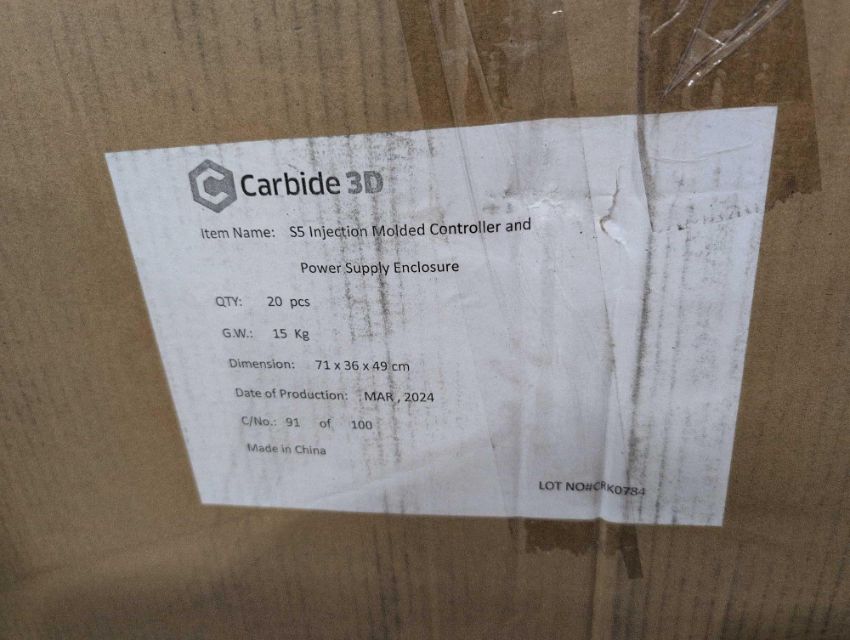 Carbide 3D
Item Name: S5 Injection Molded Controller and
Power Supply Enclosure
QTY: 20 pcs
G.W.: 15 Kg
Dimension: 71 x 36 x 49 cm
Date of Production: MAR , 2024
C/No.: 91 of 100
Made in China
LOT NO#CRK0784